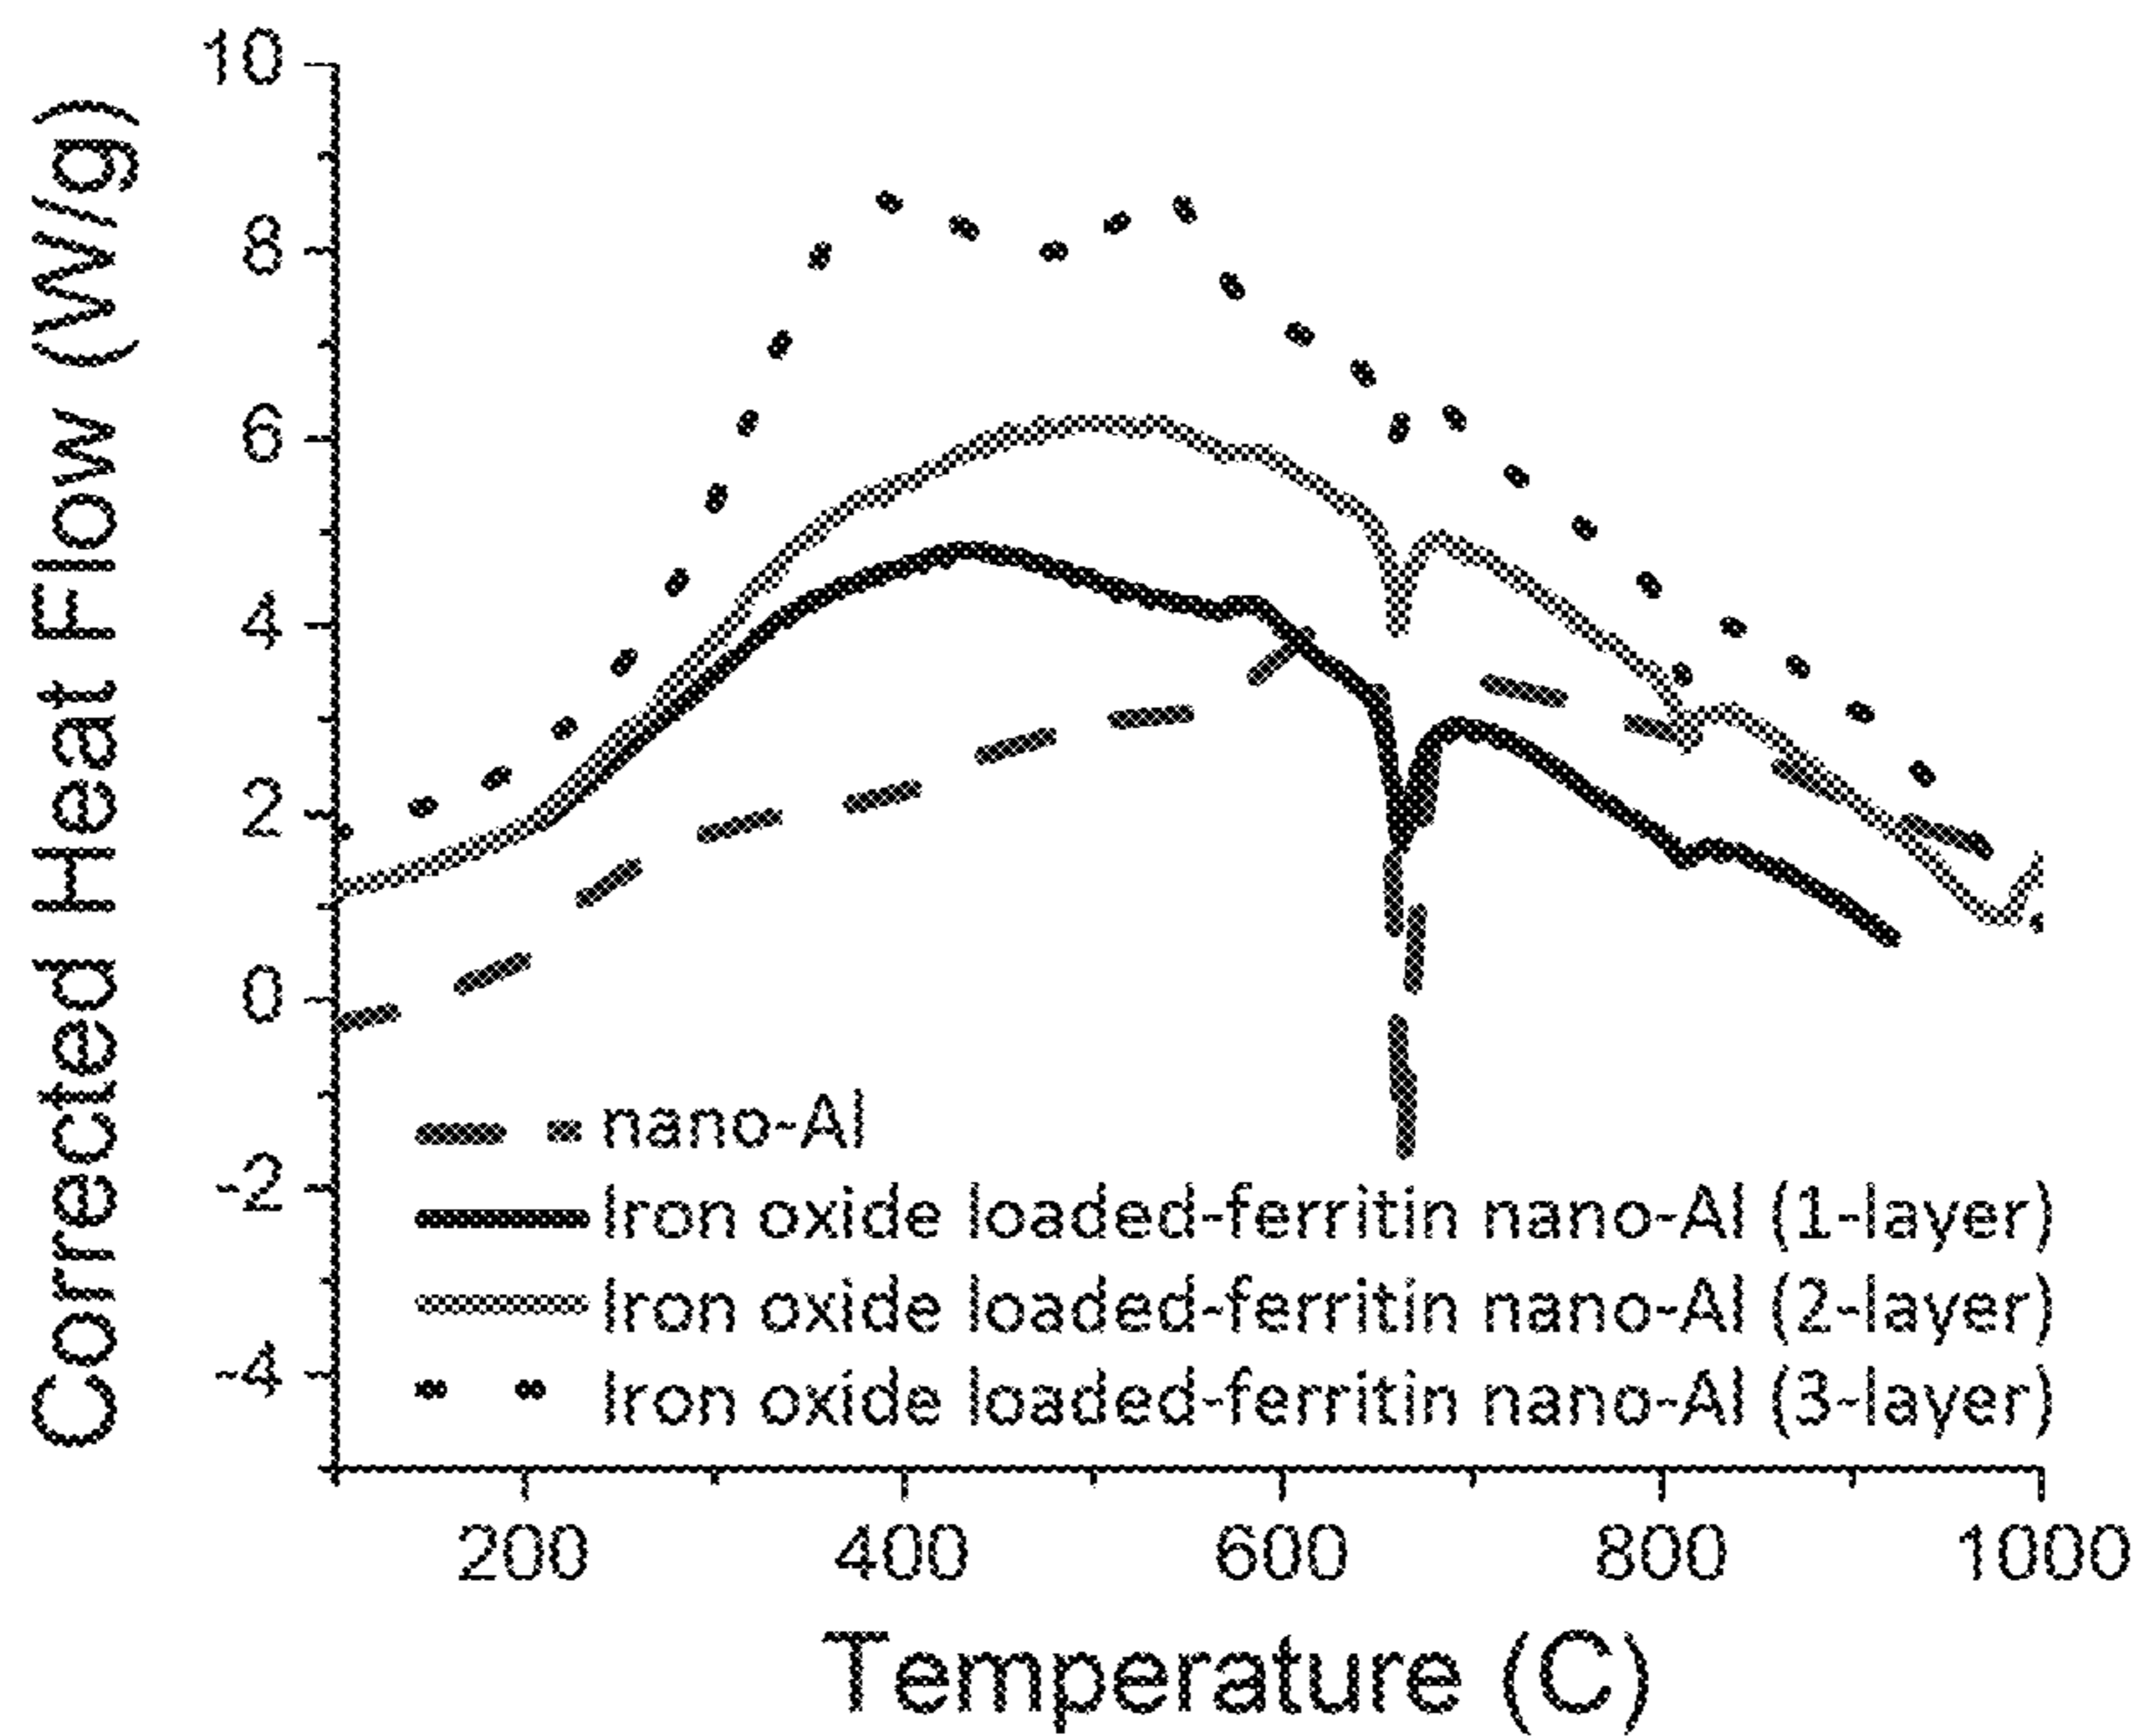 Corrected Heat Flow (W/g)
10
8
6
4
2
0
-2
-4
nano-Al
Iron oxide loaded-ferritin nano-Al (1-layer)
Iron oxide loaded-ferritin nano-Al (2-layer)
Iron oxide loaded-ferritin nano-Al (3-layer)
200 400 600 800 1000
Temperature (C)